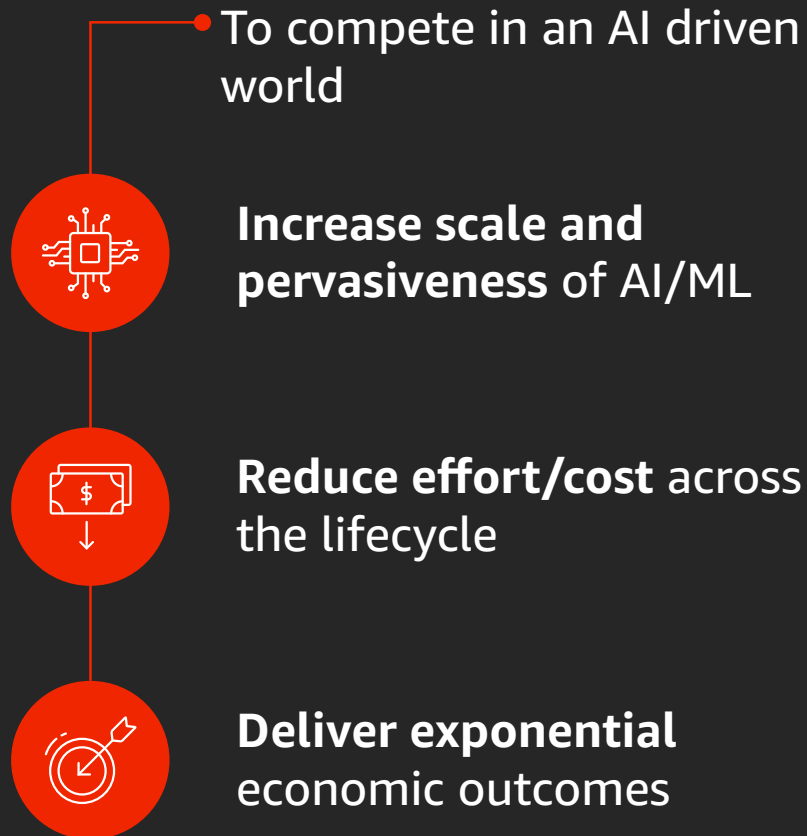 To compete in an AI driven
world
Increase scale and
pervasiveness of AI/ML
$
Reduce effort/cost across
the lifecycle
Deliver exponential
economic outcomes